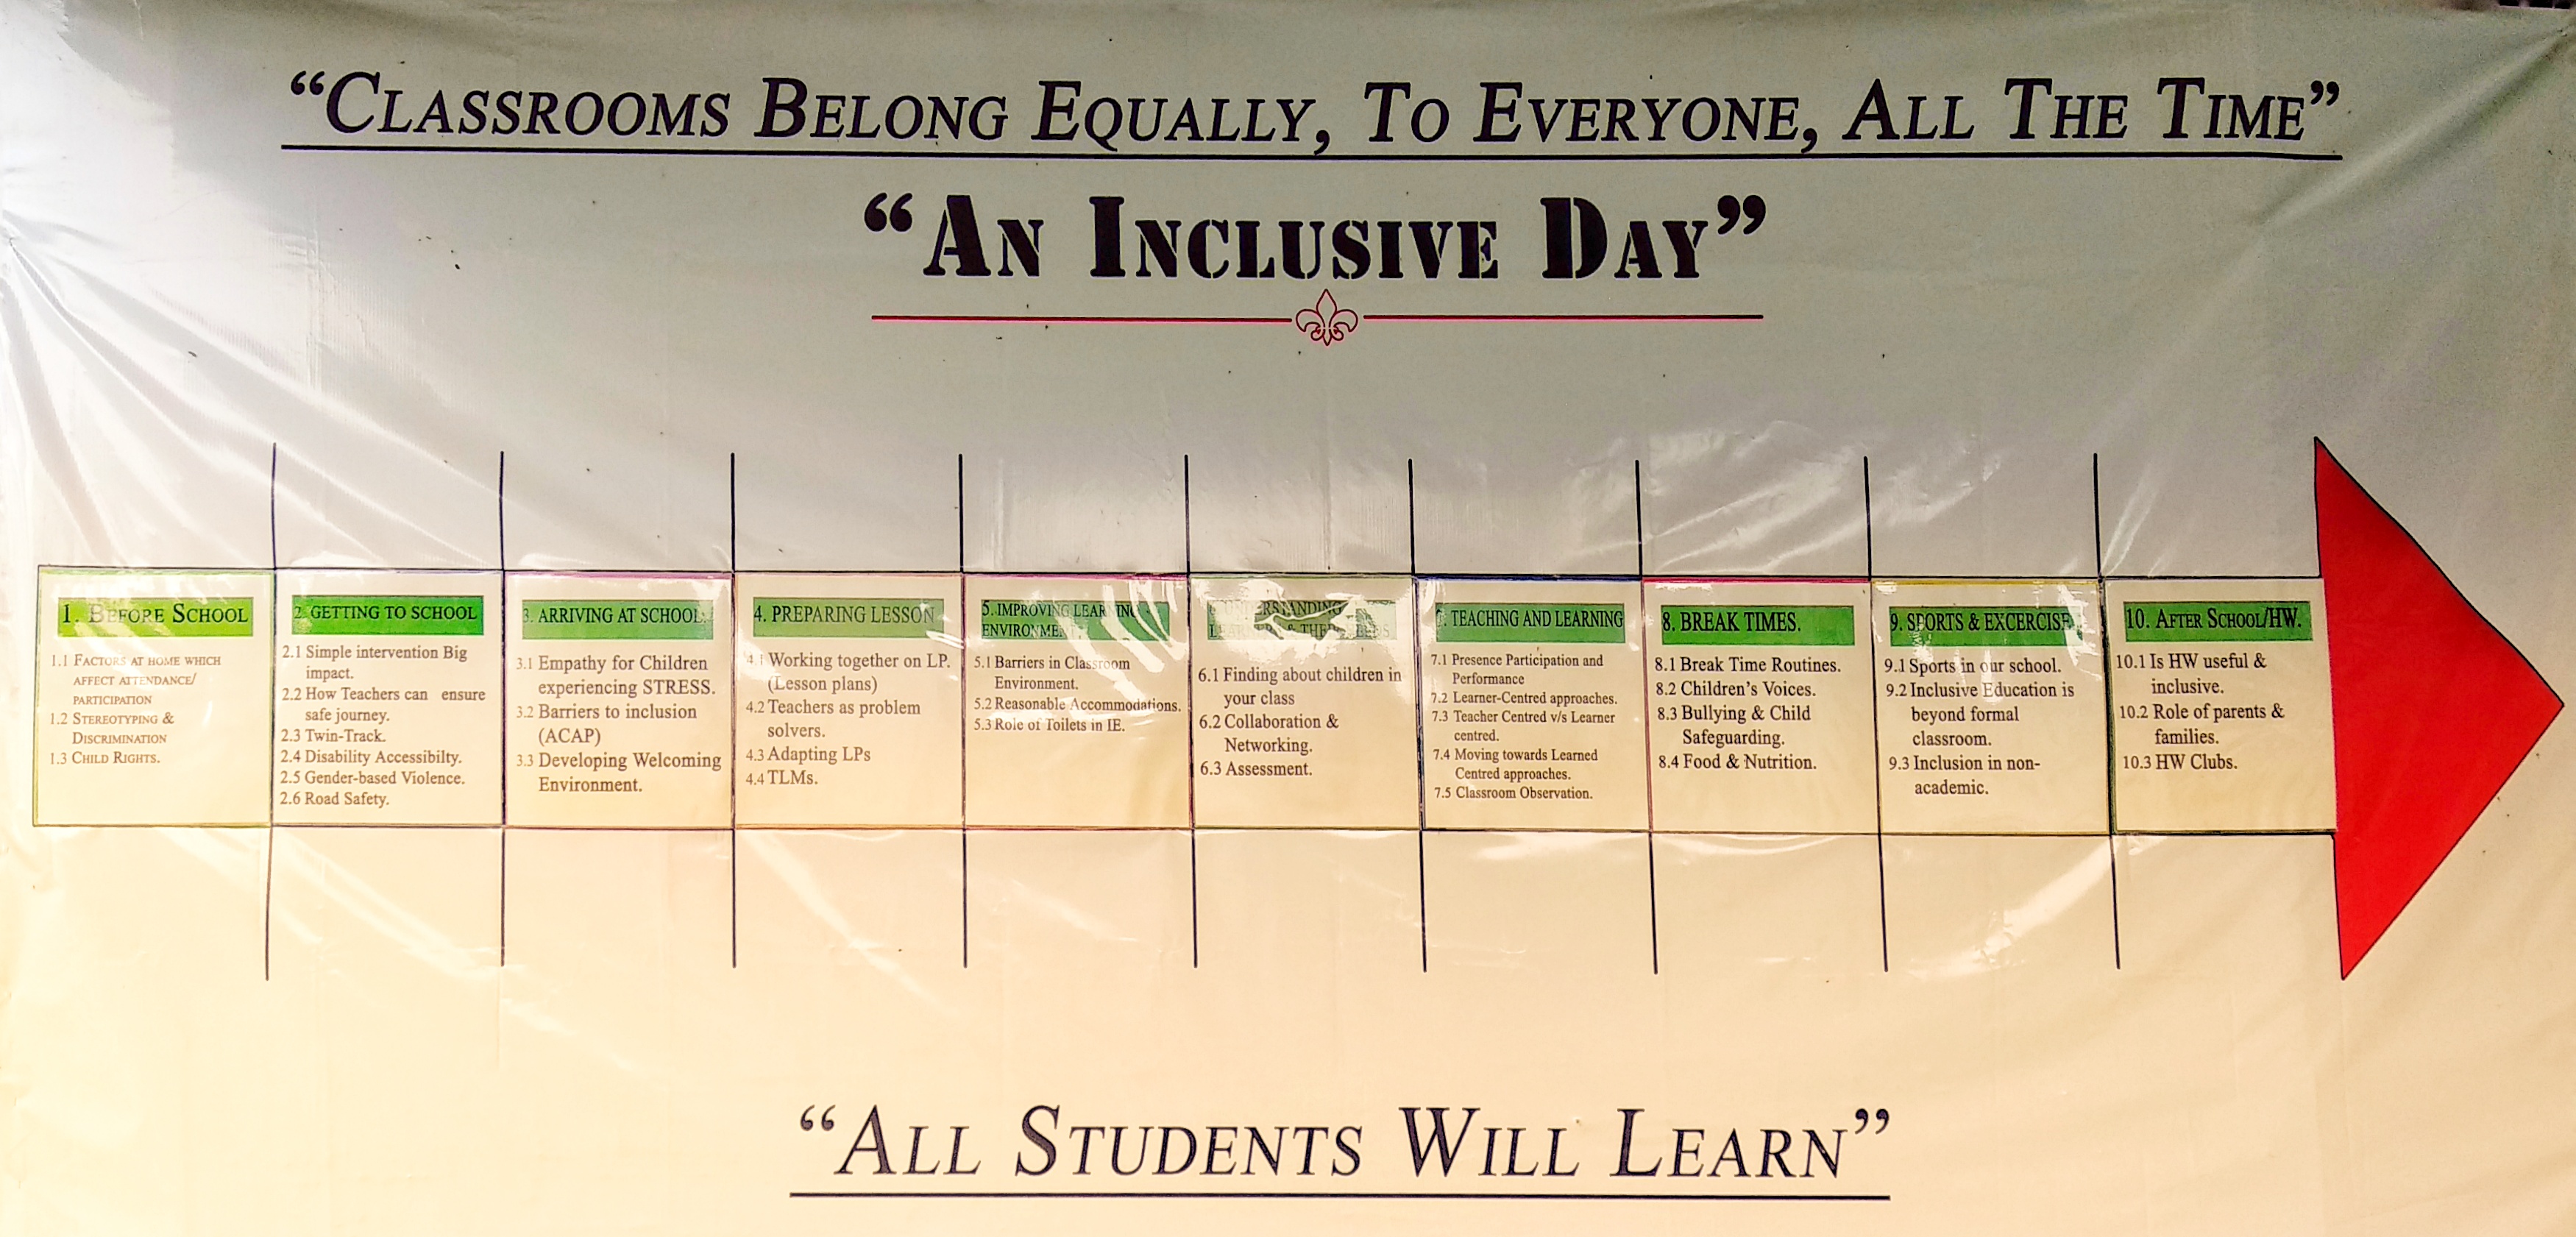 “CLASSROOMS BELONG EQUALLY, TO EVERYONE, ALL THE TIME”
“AN INCLUSIVE DAY”
1. BEFORE SCHOOL
1.1 FACTORS AT HOME WHICH
AFFECT ATTENDANCE/
PARTICIPATION
1.2 STEREOTYPING &
DISCRIMINATION
1.3 CHILD RIGHTS.
2. GETTING TO SCHOOL
2.1 Simple intervention Big
impact.
2.2 How Teachers can ensure
safe journey.
2.3 Twin-Track.
2.4 Disability Accessibilty.
2.5 Gender-based Violence.
2.6 Road Safety.
3. ARRIVING AT SCHOOL.
3.1 Empathy for Children
experiencing STRESS.
3.2 Barriers to inclusion
(ACAP)
3.3 Developing Welcoming
Environment.
4. PREPARING LESSON
4.1 Working together on LP.
(Lesson plans)
4.2 Teachers as problem
solvers.
4.3 Adapting LPs
4.4 TLMs.
5. IMPROVING LEARNING
ENVIRONMENT
5.1 Barriers in Classroom
Environment.
5.2 Reasonable Accommodations.
5.3 Role of Toilets in IE.
6. UNDERSTANDING
& THEIR
6.1 Finding about children in
your class
6.2 Collaboration &
Networking.
6.3 Assessment.
7. TEACHING AND LEARNING
7.1 Presence Participation and
Performance
7.2 Learner-Centred approaches.
7.3 Teacher Centred v/s Learner
centred.
7.4 Moving towards Learned
Centred approaches.
7.5 Classroom Observation.
8. BREAK TIMES.
8.1 Break Time Routines.
8.2 Children’s Voices.
8.3 Bullying & Child
Safeguarding.
8.4 Food & Nutrition.
9. SPORTS & EXCERCISE
9.1 Sports in our school.
9.2 Inclusive Education is
beyond formal
classroom.
9.3 Inclusion in non-
academic.
10. AFTER SCHOOL/HW.
10.1 Is HW useful &
inclusive.
10.2 Role of parents &
families.
10.3 HW Clubs.
“ALL STUDENTS WILL LEARN”